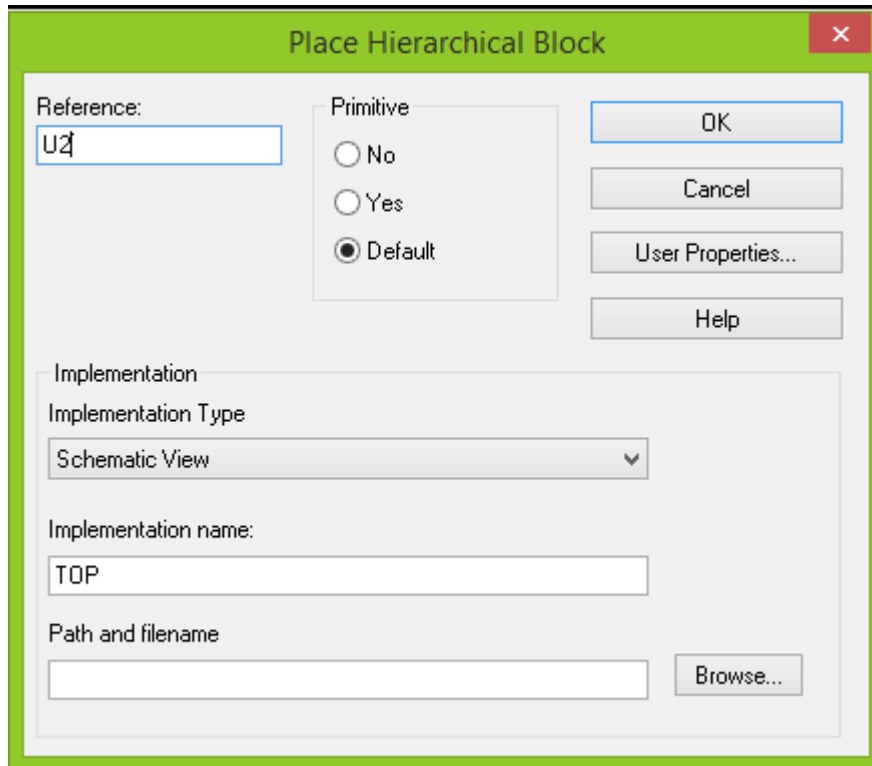 Place Hierarchical Block
Reference:
U2
Primitive
No
Yes
Default
OK
Cancel
User Properties...
Help
Implementation
Implementation Type
Schematic View
Implementation name:
TOP
Path and filename
Browse...